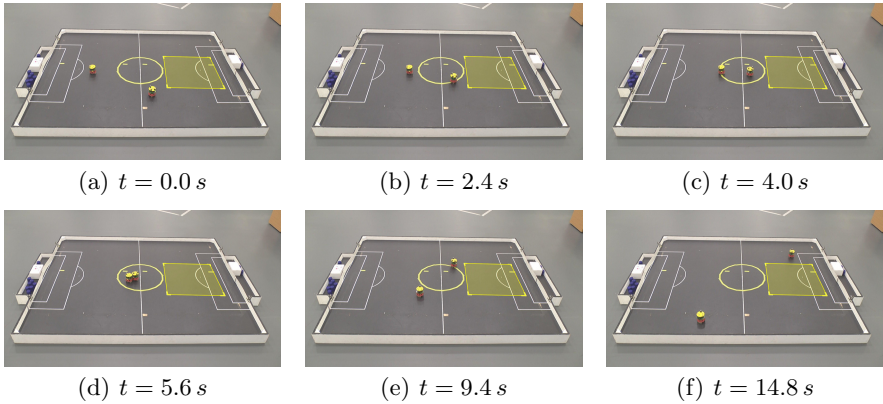 (a) t = 0.0 s
(b) t = 2.4 s
(c) t = 4.0 s
(d) t = 5.6 s
(e) t = 9.4 s
(f) t = 14.8 s